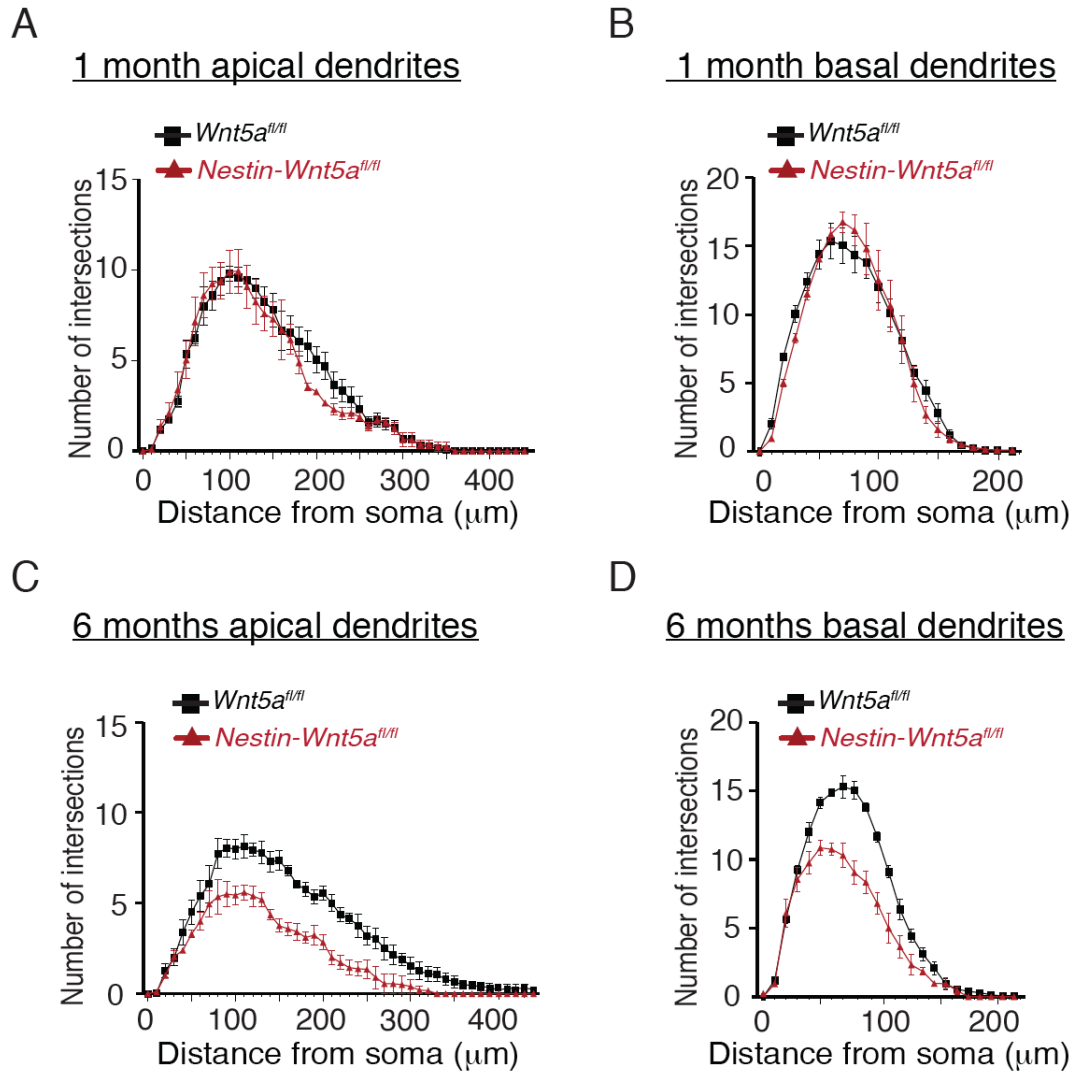 A
1 month apical dendrites
Wnt5afl/fl
Nestin-Wnt5afl/fl
Number of intersections
15
10
5
0
0 100 200 300 400
Distance from soma (μm)
B
1 month basal dendrites
Wnt5afl/fl
Nestin-Wnt5afl/fl
Number of intersections
20
15
10
5
0
0 100 200
Distance from soma (μm)
C
6 months apical dendrites
Wnt5afl/fl
Nestin-Wnt5afl/fl
Number of intersections
15
10
5
0
0 100 200 300 400
Distance from soma (μm)
D
6 months basal dendrites
Wnt5afl/fl
Nestin-Wnt5afl/fl
Number of intersections
20
15
10
5
0
0 100 200
Distance from soma (μm)